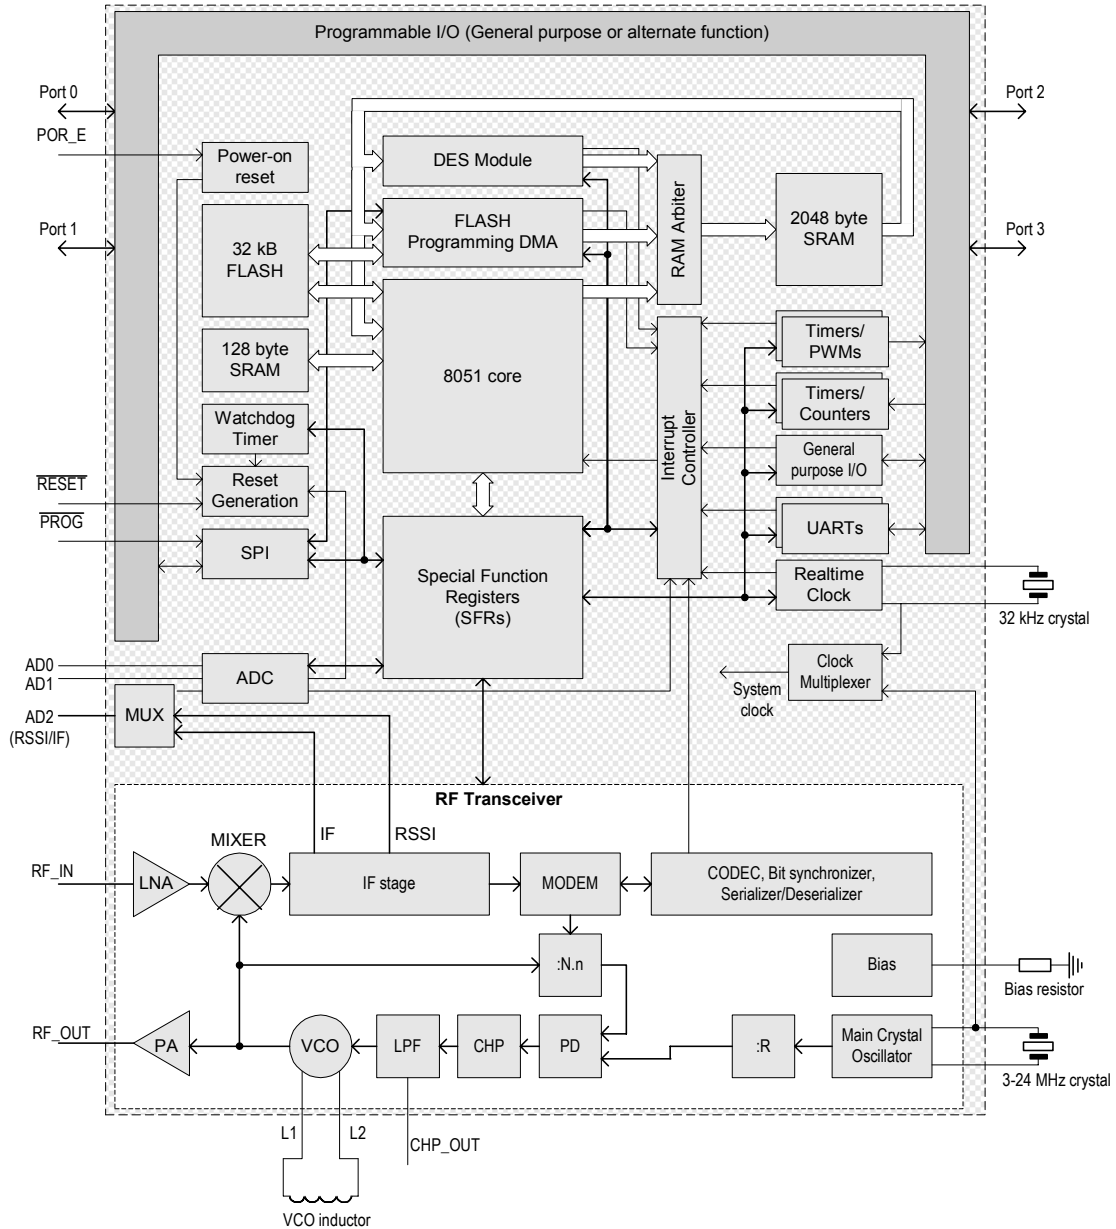 Programmable I/O (General purpose or alternate function)
Port 0
Port 2
POR_E
Power-on
reset
DES Module
RAM Arbiter
2048 byte
SRAM
Port 1
Port 3
32 kB
FLASH
FLASH
Programming DMA
128 byte
SRAM
8051 core
Interrupt
Controller
Timers/
PWMs
Timers/
Counters
Watchdog
Timer
General
purpose I/O
RESET
Reset
Generation
PROG
SPI
UARTs
Special Function
Registers
(SFRs)
Realtime
Clock
32 kHz crystal
AD0
AD1
ADC
Clock
Multiplexer
System
clock
MUX
AD2
(RSSI/IF)
RF Transceiver
MIXER
IF
RSSI
RF_IN
LNA
IF stage
MODEM
CODEC, Bit synchronizer,
Serializer/Deserializer
:N.n
Bias
Bias resistor
RF_OUT
PA
VCO
LPF
CHP
PD
:R
Main Crystal
Oscillator
3-24 MHz crystal
L1
L2
CHP_OUT
VCO inductor